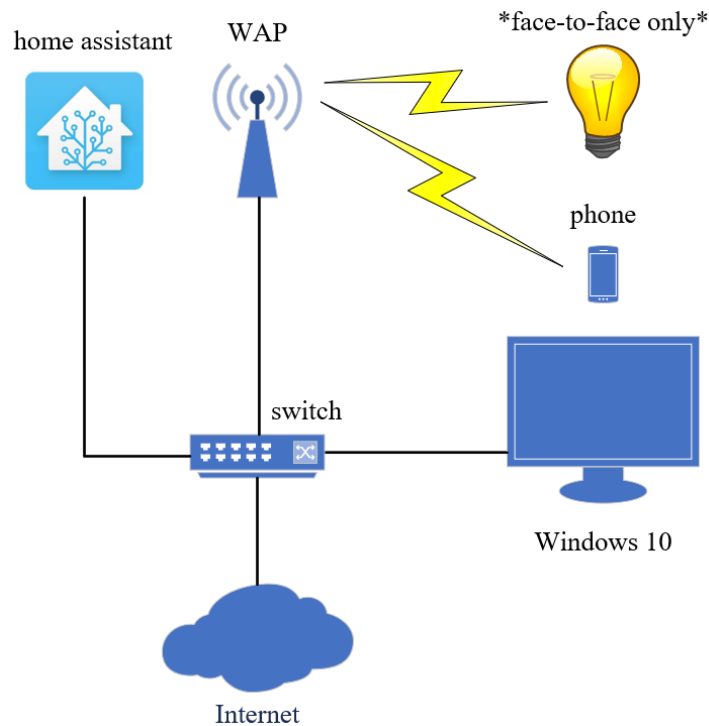 home assistant
WAP
*face-to-face only*
phone
switch
Windows 10
Internet